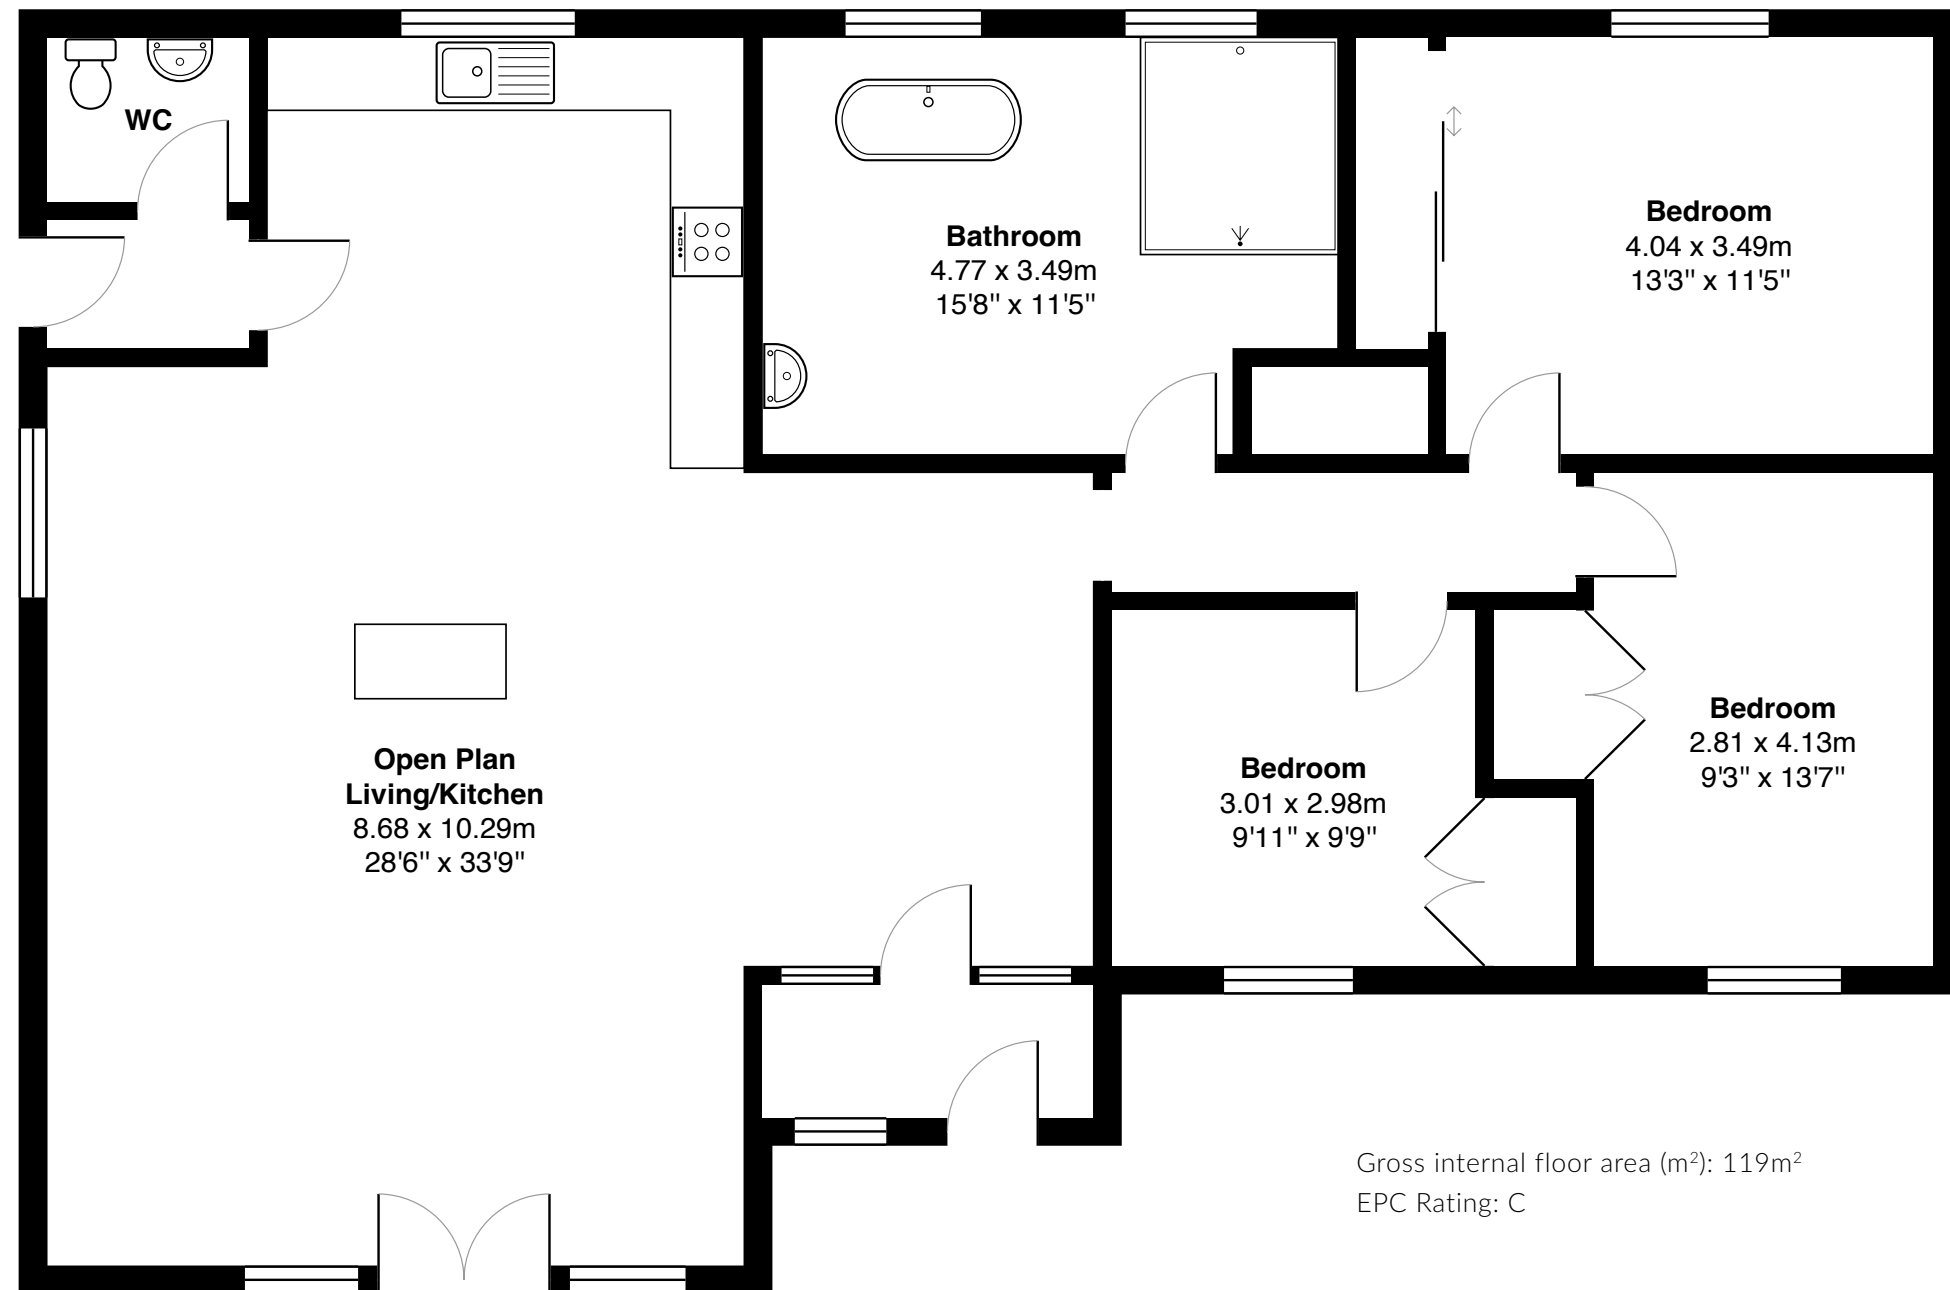 WC
Bathroom
4.77 x 3.49m
15'8" x 11'5"
Bedroom
4.04 x 3.49m
13'3" x 11'5"
Open Plan
Living/Kitchen
8.68 x 10.29m
28'6" x 33'9"
Bedroom
3.01 x 2.98m
9'11" x 9'9"
Bedroom
2.81 x 4.13m
9'3" x 13'7"
Gross internal floor area (m²): 119m²
EPC Rating: C